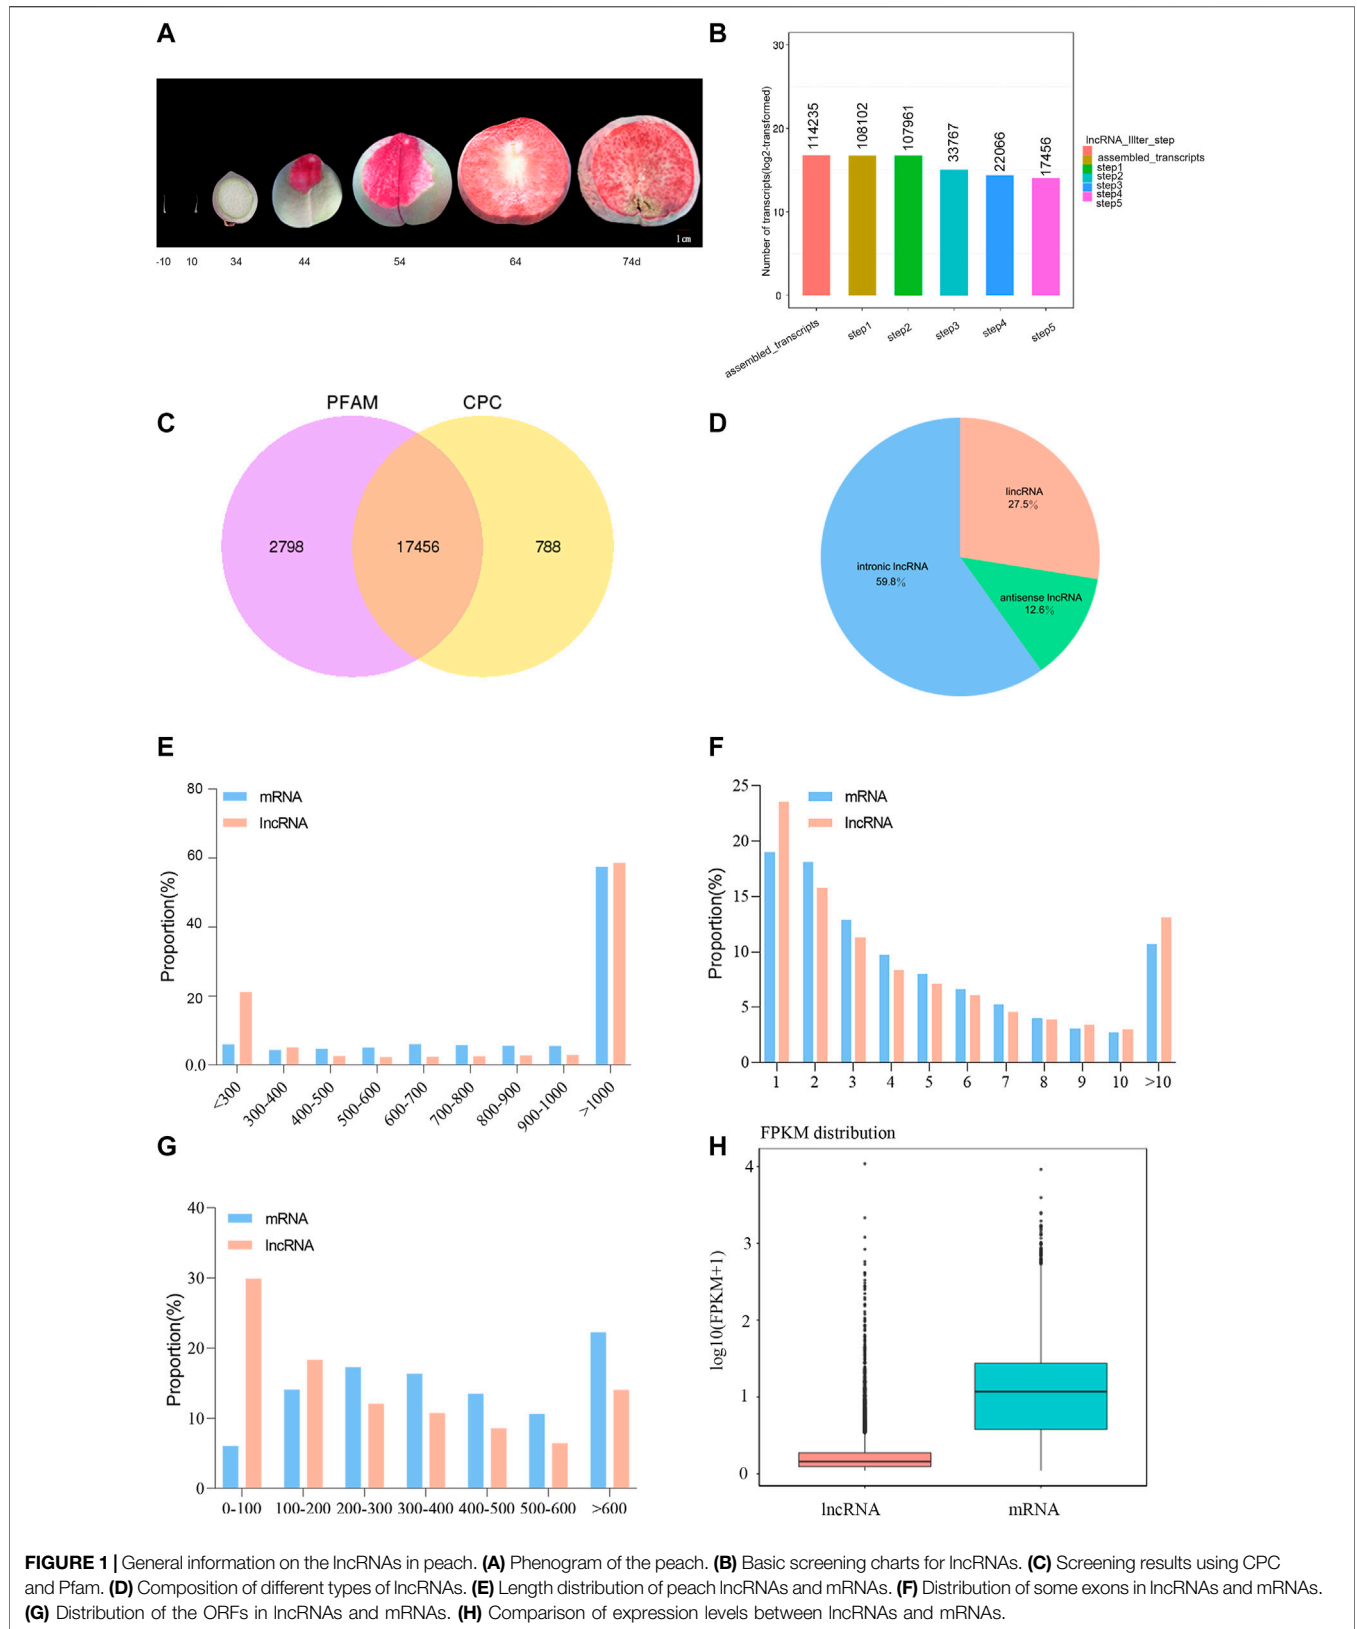 A
1 cm
-10 10 34 44 54 64 74d
B
Number of transcripts(log2-transformed)
30
20
10
0
114235
108102
107961
33767
22066
17456
assembled_transcripts
step1
step2
step3
step4
step5
lncRNA_IIIter_step
assembled_transcripts
step1
step2
step3
step4
step5
C
PFAM CPC
2798 17456 788
D
lincRNA
27.5%
intronic lncRNA
59.8%
antisense lncRNA
12.6%
E
Proportion(%)
80
60
40
20
0.0
mRNA
lncRNA
<300
300-400
400-500
500-600
600-700
700-800
800-900
900-1000
>1000
F
Proportion(%)
25
20
15
10
5
0
mRNA
lncRNA
1 2 3 4 5 6 7 8 9 10 >10
G
Proportion(%)
40
30
20
10
0
mRNA
lncRNA
0-100 100-200 200-300 300-400 400-500 500-600 >600
H
FPKM distribution
log10(FPKM+1)
4
3
2
1
0
lncRNA mRNA
FIGURE 1 | General information on the lncRNAs in peach. (A) Phenogram of the peach. (B) Basic screening charts for lncRNAs. (C) Screening results using CPC
and Pfam. (D) Composition of different types of lncRNAs. (E) Length distribution of peach lncRNAs and mRNAs. (F) Distribution of some exons in lncRNAs and mRNAs.
(G) Distribution of the ORFs in lncRNAs and mRNAs. (H) Comparison of expression levels between lncRNAs and mRNAs.